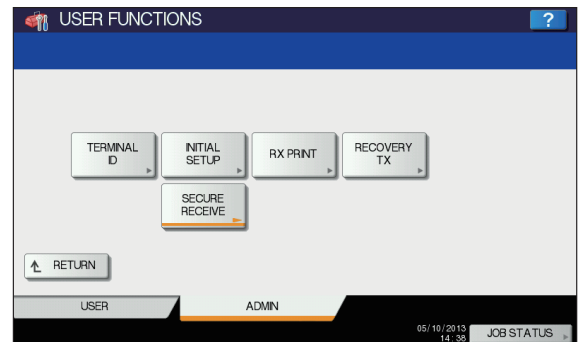 USER FUNCTIONS
?
TERMINAL
ID
INITIAL
SETUP
RX PRINT
RECOVERY
TX
SECURE
RECEIVE
RETURN
USER
ADMIN
05/10/2013
14:38
JOB STATUS